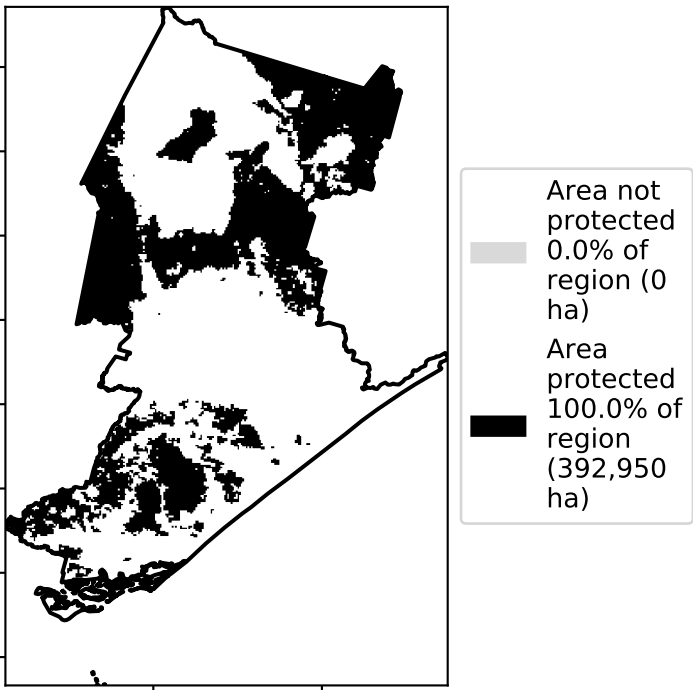 Area not
protected
0.0% of
region (0
ha)
Area
protected
100.0% of
region
(392,950
ha)